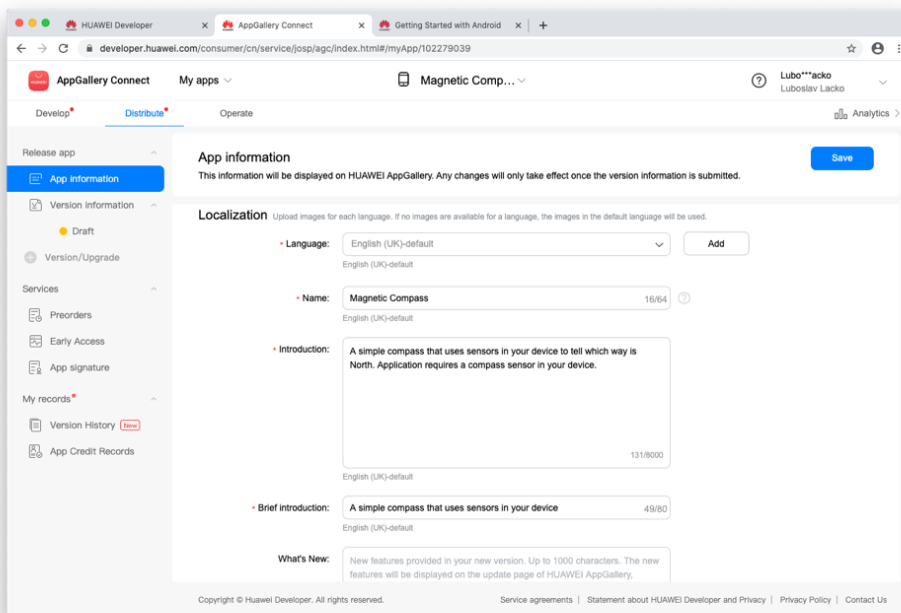 HUAWEI Developer
AppGallery Connect
Getting Started with Android
developer.huawei.com/consumer/cn/service/josp/agc/index.html#/myApp/102279039
HUAWEI
AppGallery Connect
My apps
Magnetic Comp...
Lubo***acko
Luboslav Lacko
Develop
Distribute
Operate
Analytics
Release app
App information
Version information
Draft
Version/Upgrade
Services
Preorders
Early Access
App signature
My records
Version History New
App Credit Records
App information
Save
This information will be displayed on HUAWEI AppGallery. Any changes will only take effect once the version information is submitted.
Localization Upload images for each language. If no images are available for a language, the images in the default language will be used.
* Language: English (UK)-default Add
English (UK)-default
* Name: Magnetic Compass 16/64
English (UK)-default
* Introduction: A simple compass that uses sensors in your device to tell which way is
North. Application requires a compass sensor in your device.
131/8000
English (UK)-default
* Brief introduction: A simple compass that uses sensors in your device 49/80
English (UK)-default
What's New: New features provided in your new version. Up to 1000 characters. The new
features will be displayed on the update page of HUAWEI AppGallery,
Copyright © Huawei Developer. All rights reserved.
Service agreements | Statement about HUAWEI Developer and Privacy | Privacy Policy | Contact Us